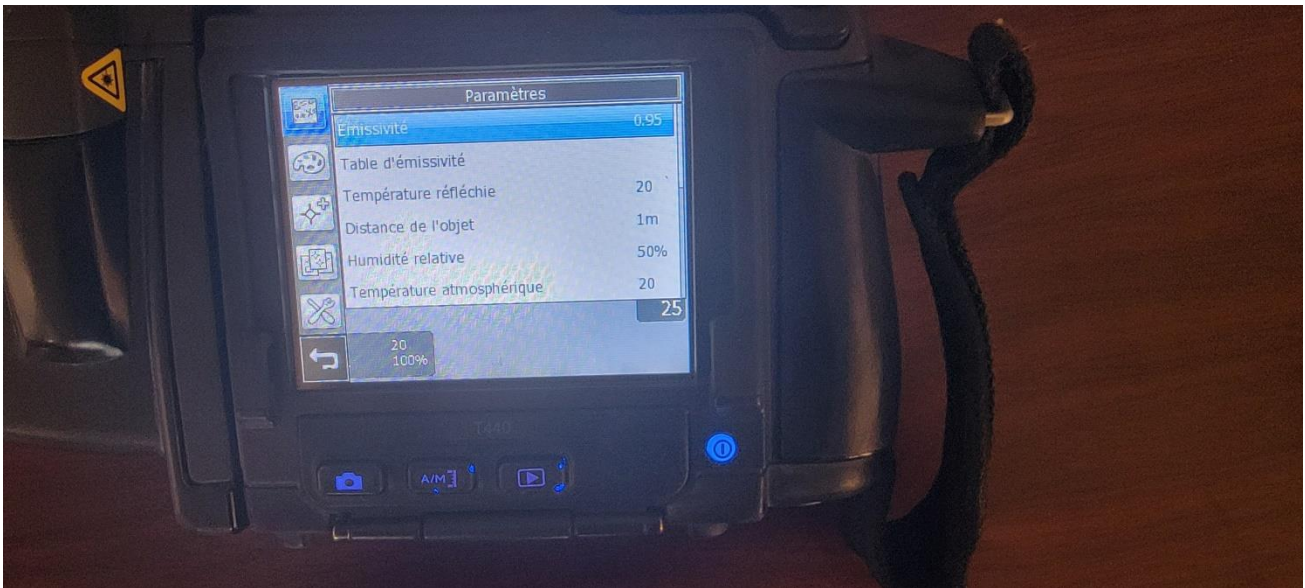 Paramètres
Émissivité 0.95
Table d'émissivité
Température réfléchie 20
Distance de l'objet 1m
Humidité relative 50%
Température atmosphérique 20
25
20
100%
T440
A/M